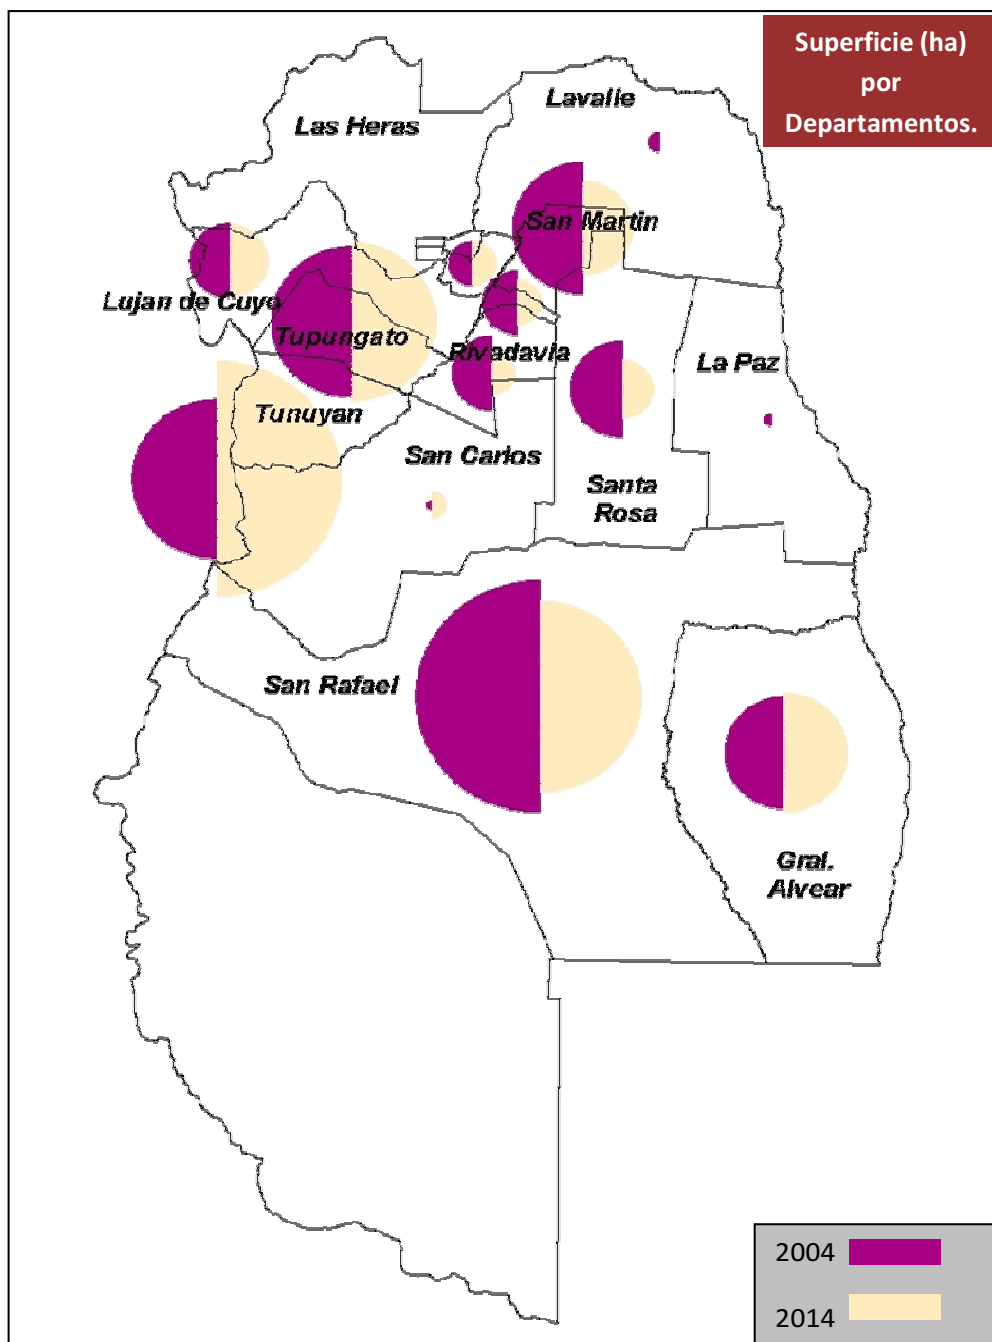 Superficie (ha)
por
Departamentos.
Lavalle
Las Heras
San Martin
Lujan de Cuyo
Tupungato
Rivadavia
La Paz
Tunuyan
San Carlos
Santa
Rosa
San Rafael
Gral.
Alvear
2004
2014